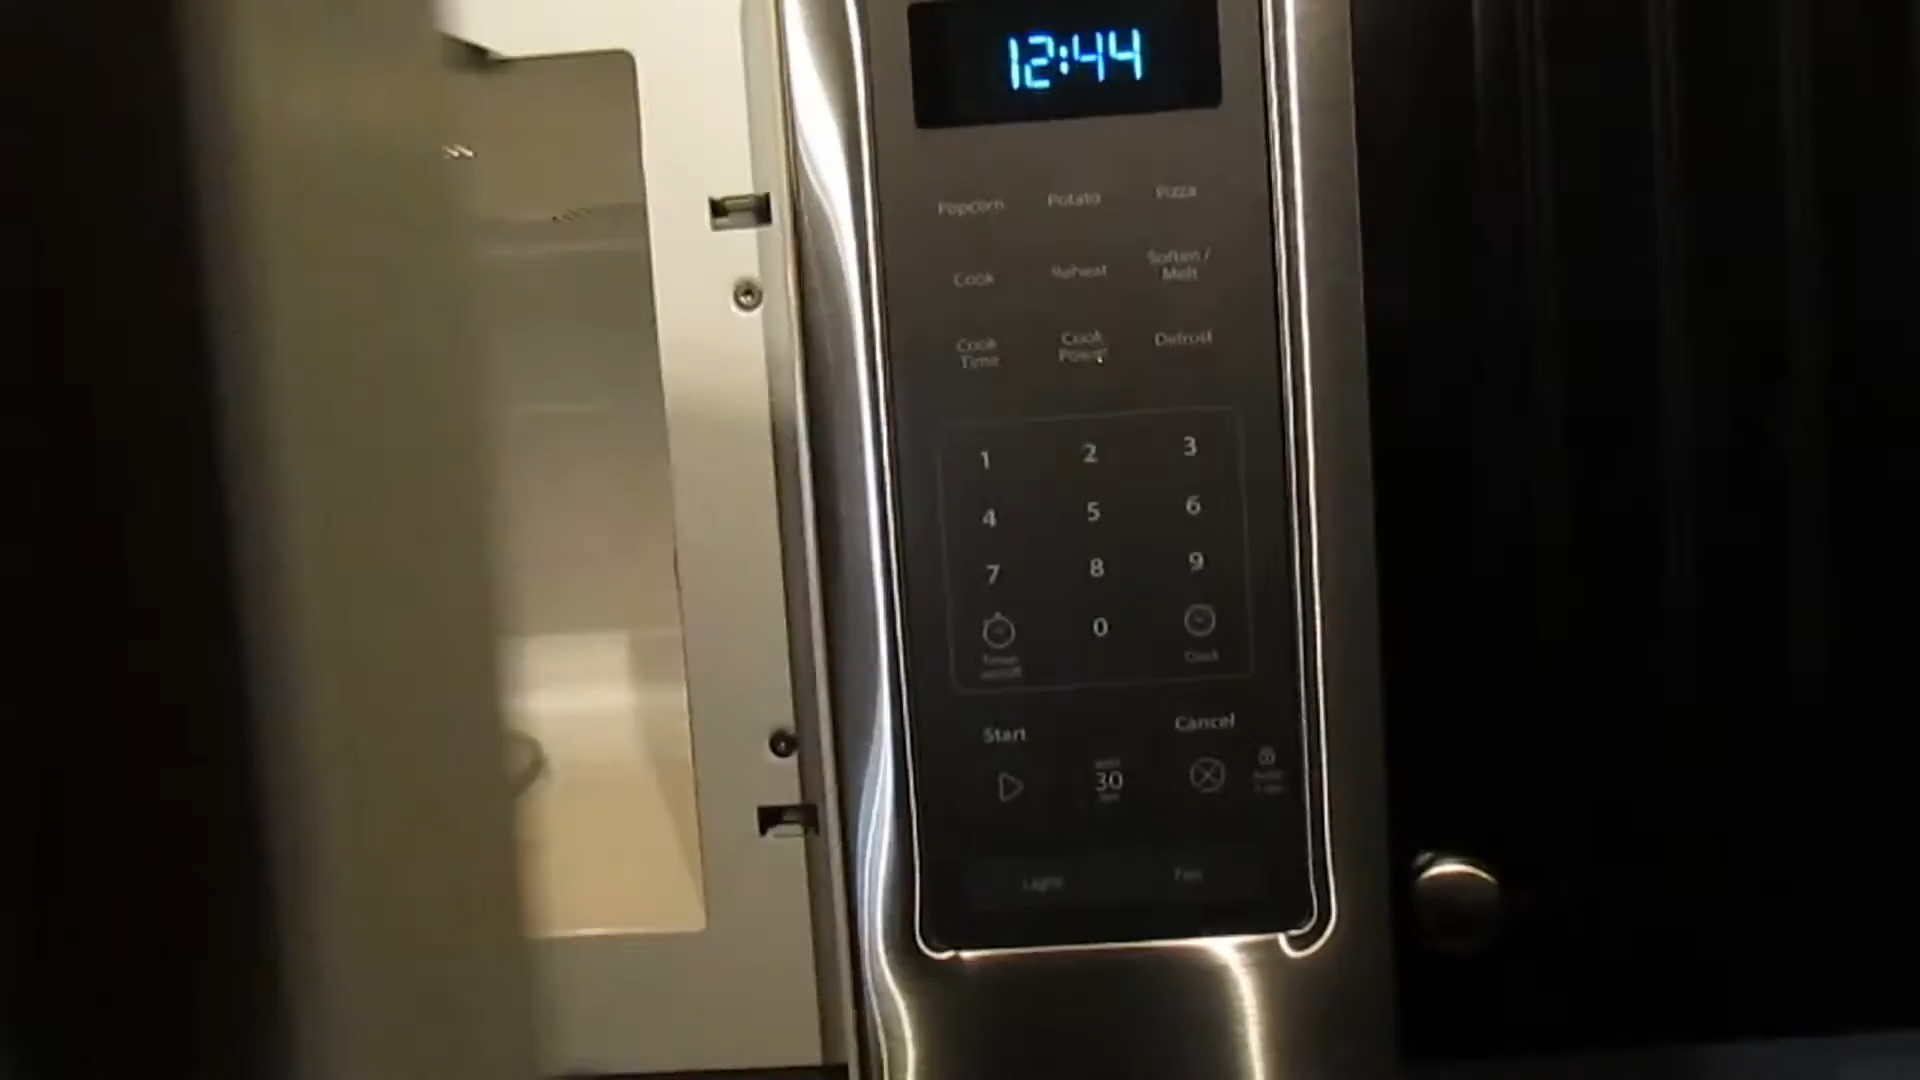 12:44
Popcorn Potato Pizza
Cook Reheat Soften /
Melt
Cook
Time
Cook
Power
Defrost
1 2 3
4 5 6
7 8 9
0
Timer
Clock
Start Cancel
30
Light Fan